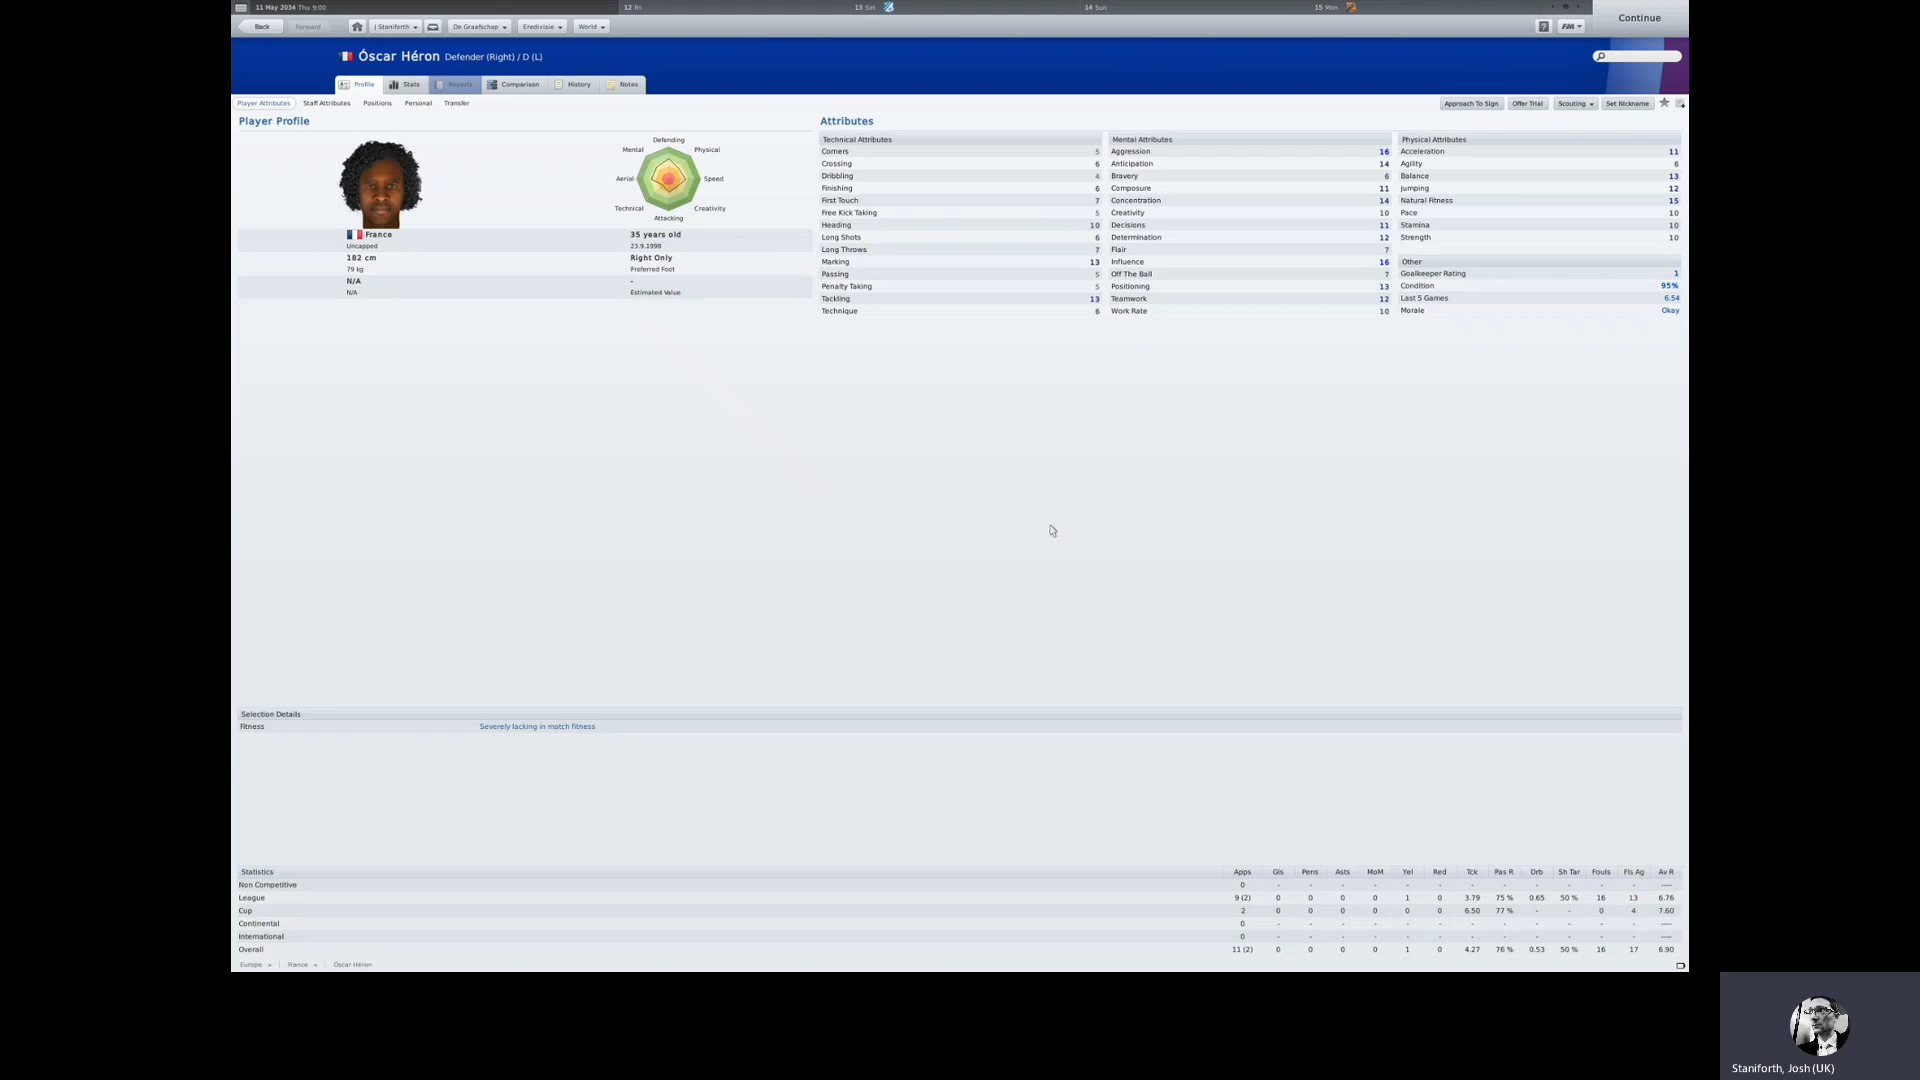 11 May 2034 Thu 9:00 12 Fri 13 Sat 14 Sun 15 Mon
Continue
Back Forward J Staniforth De Graafschap Eredivisie World ? FM
Óscar Héron Defender (Right) / D (L)
Profile Stats Reports Comparison History Notes
Player Attributes Staff Attributes Positions Personal Transfer Approach To Sign Offer Trial Scouting Set Nickname
Player Profile Attributes
Defending
Mental Physical
Aerial Speed
Technical Creativity
Attacking
France 35 years old
Uncapped 23.9.1998
182 cm Right Only
79 kg Preferred Foot
N/A -
N/A Estimated Value
Technical Attributes Mental Attributes Physical Attributes
Corners 5 Aggression 16 Acceleration 11
Crossing 6 Anticipation 14 Agility 6
Dribbling 4 Bravery 6 Balance 13
Finishing 6 Composure 11 Jumping 12
First Touch 7 Concentration 14 Natural Fitness 15
Free Kick Taking 5 Creativity 10 Pace 10
Heading 10 Decisions 11 Stamina 10
Long Shots 6 Determination 12 Strength 10
Long Throws 7 Flair 7
Marking 13 Influence 16 Other
Passing 5 Off The Ball 7 Goalkeeper Rating 1
Penalty Taking 5 Positioning 13 Condition 95%
Tackling 13 Teamwork 12 Last 5 Games 6.54
Technique 6 Work Rate 10 Morale Okay
Selection Details
Fitness Severely lacking in match fitness
Statistics Apps Gls Pens Asts MoM Yel Red Tck Pas R Drb Sh Tar Fouls Fls Ag Av R
Non Competitive 0 - - - - - - - - - - - - ----
League 9 (2) 0 0 0 0 1 0 3.79 75 % 0.65 50 % 16 13 6.76
Cup 2 0 0 0 0 0 0 6.50 77 % - - 0 4 7.60
Continental 0 - - - - - - - - - - - - ----
International 0 - - - - - - - - - - - - ----
Overall 11 (2) 0 0 0 0 1 0 4.27 76 % 0.53 50 % 16 17 6.90
Europe France Óscar Héron
Staniforth, Josh (UK)